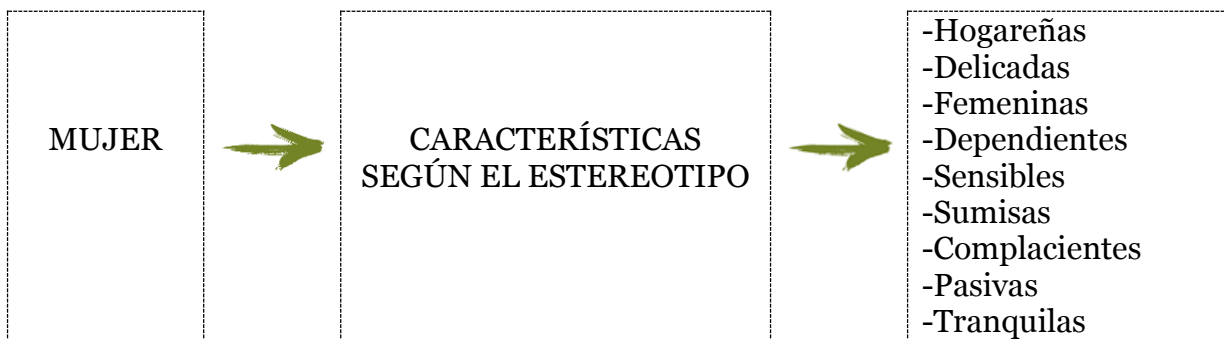 MUJER
CARACTERÍSTICAS
SEGÚN EL ESTEREOTIPO
-Hogareñas
-Delicadas
-Femeninas
-Dependientes
-Sensibles
-Sumisas
-Complacientes
-Pasivas
-Tranquilas